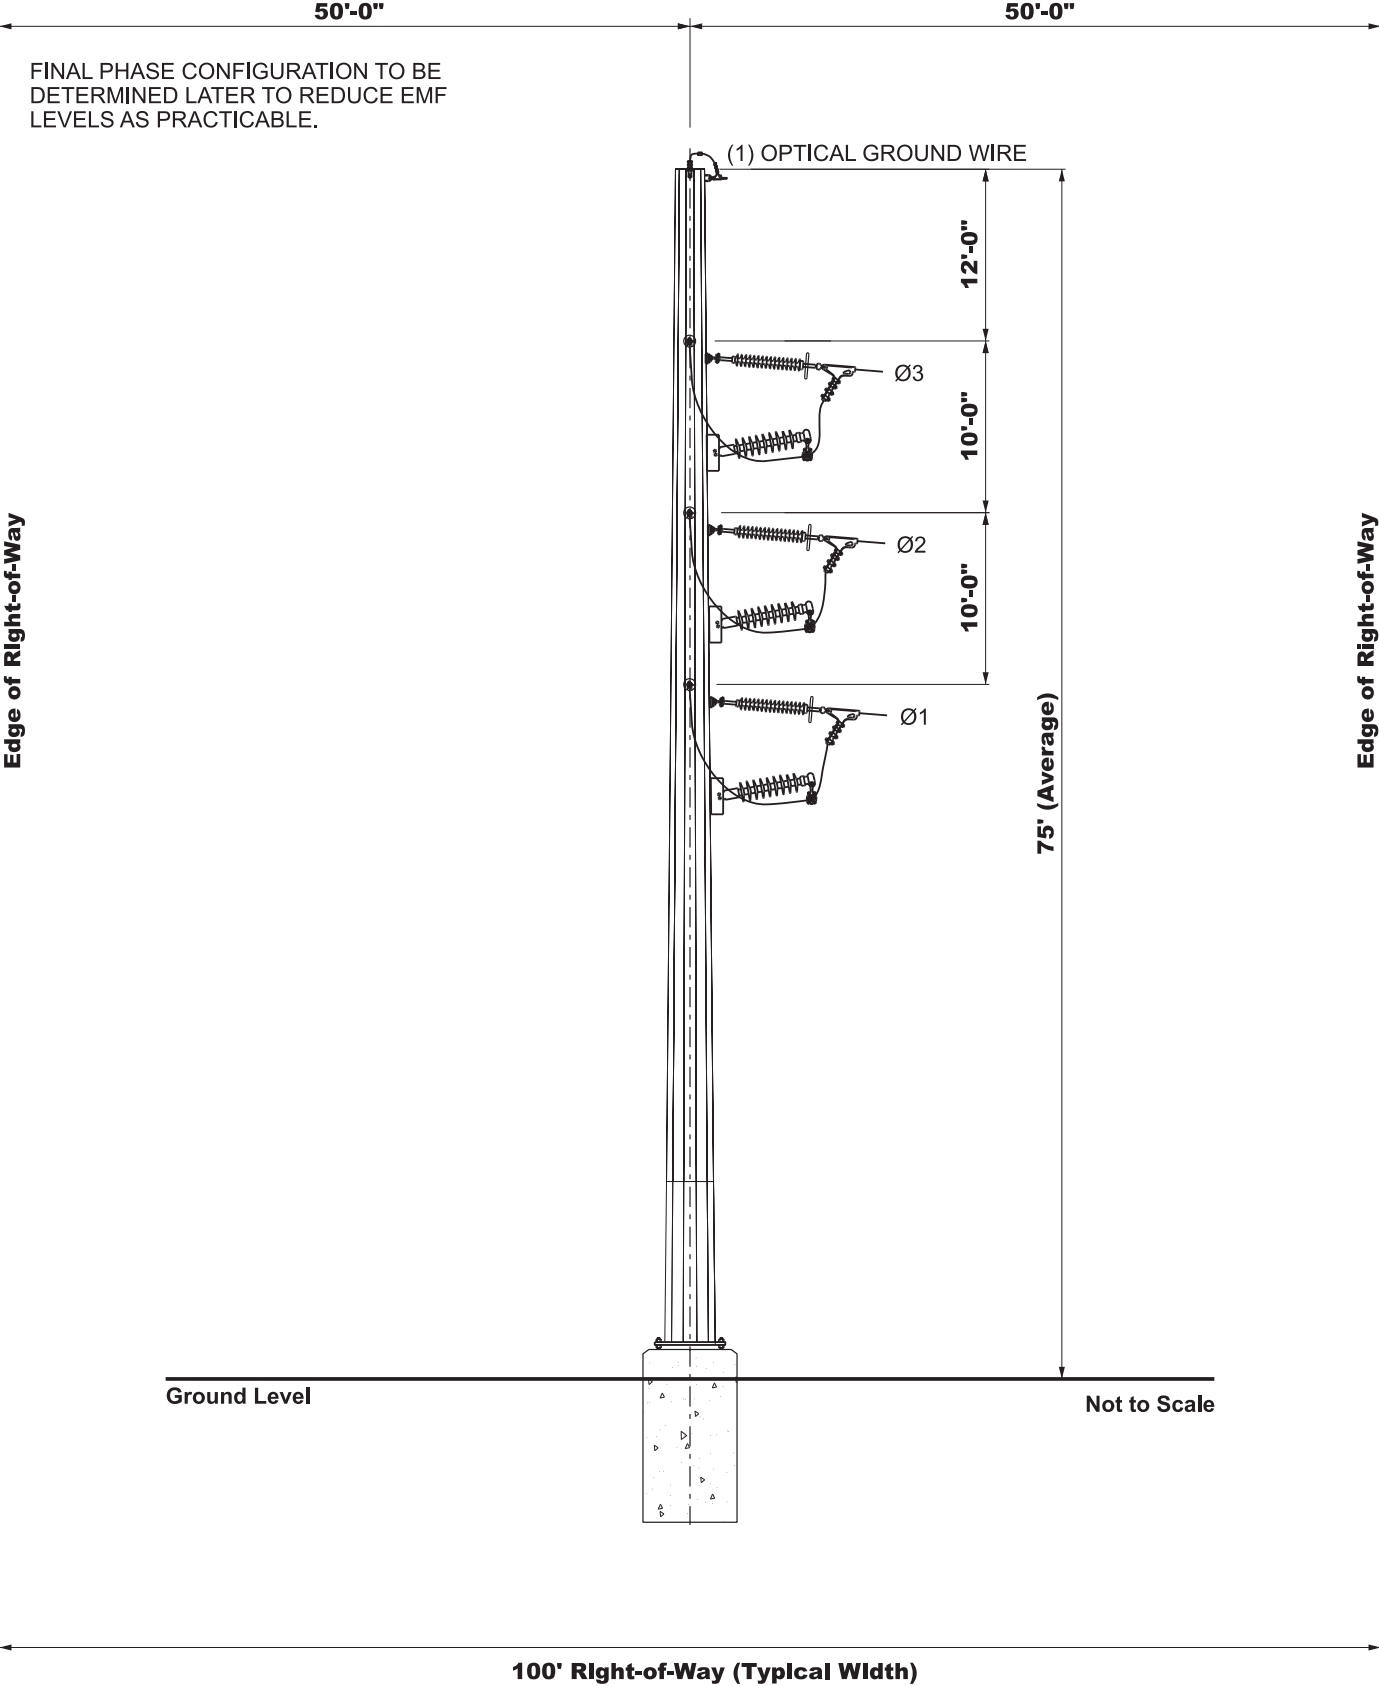 50'-0"
50'-0"
FINAL PHASE CONFIGURATION TO BE
DETERMINED LATER TO REDUCE EMF
LEVELS AS PRACTICABLE.
(1) OPTICAL GROUND WIRE
12'-0"
Ø3
10'-0"
Ø2
10'-0"
Ø1
Edge of Right-of-Way
Edge of Right-of-Way
75' (Average)
Ground Level
Not to Scale
100' Right-of-Way (Typical Width)